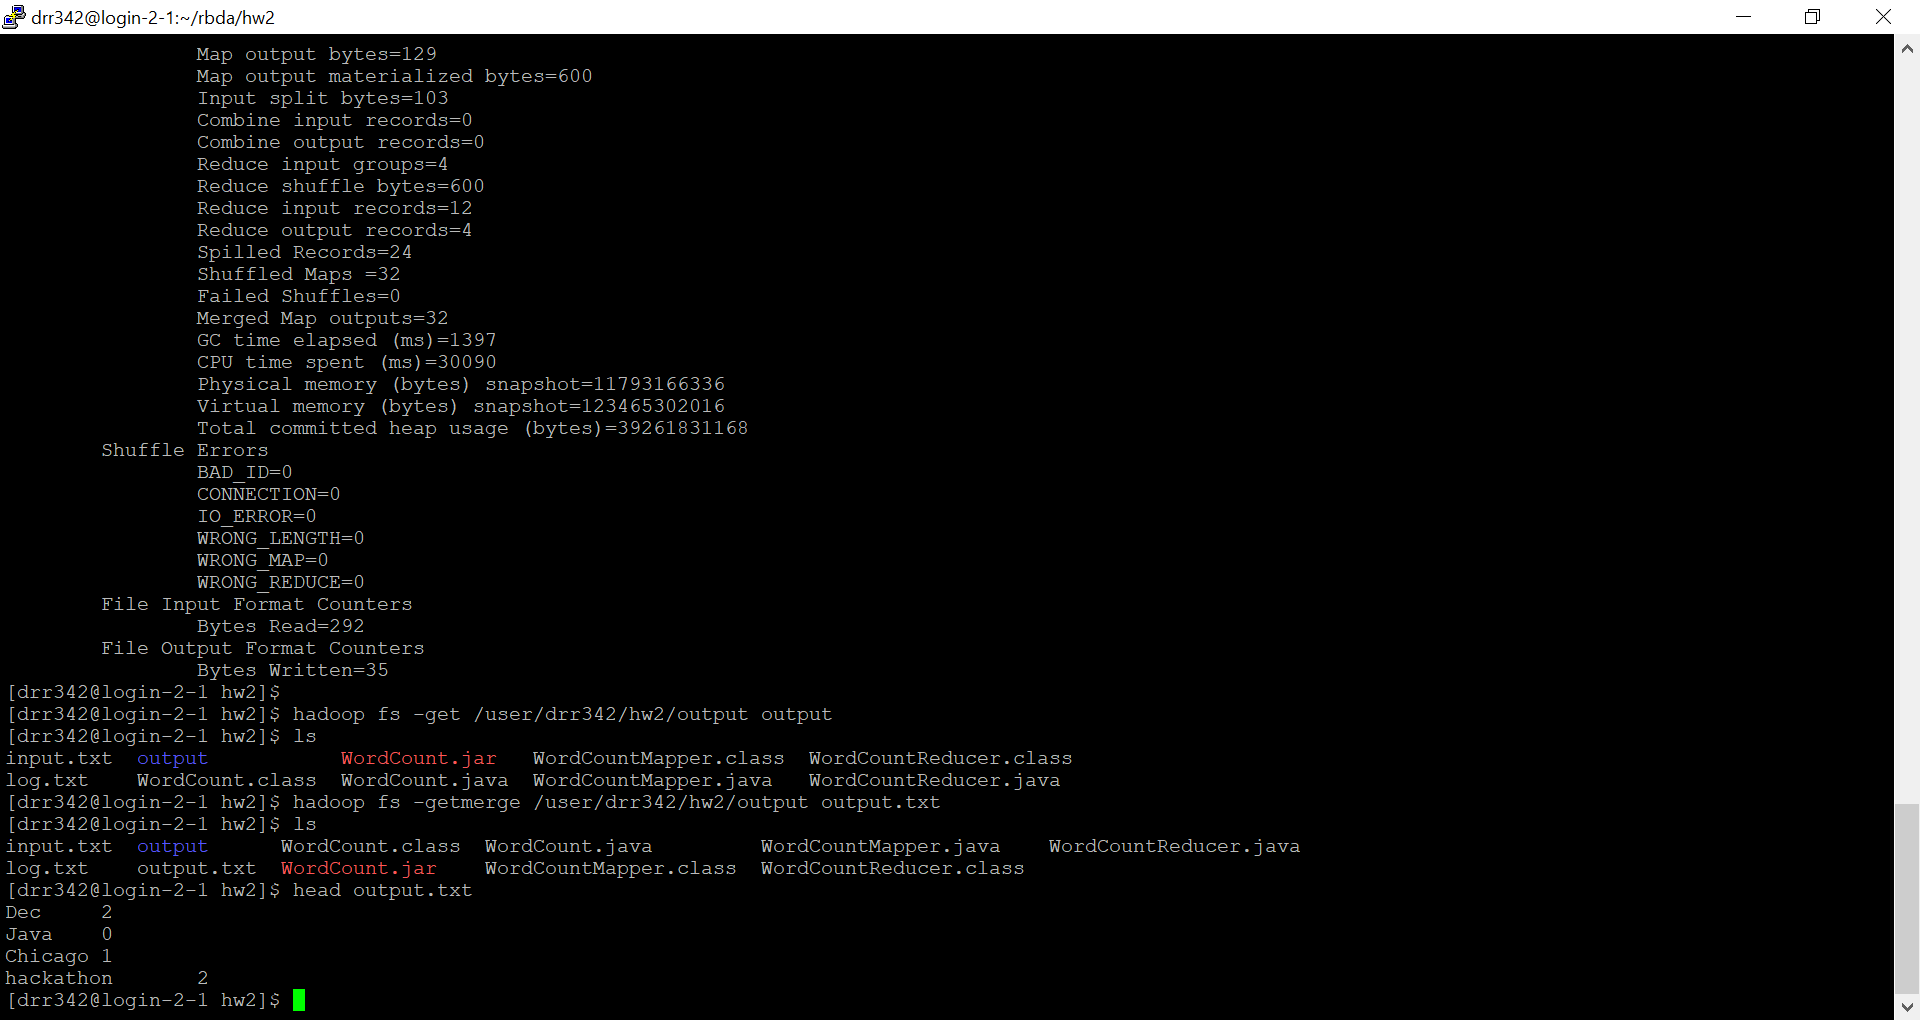 drr342@login-2-1:~/rbda/hw2
Map output bytes=129
Map output materialized bytes=600
Input split bytes=103
Combine input records=0
Combine output records=0
Reduce input groups=4
Reduce shuffle bytes=600
Reduce input records=12
Reduce output records=4
Spilled Records=24
Shuffled Maps =32
Failed Shuffles=0
Merged Map outputs=32
GC time elapsed (ms)=1397
CPU time spent (ms)=30090
Physical memory (bytes) snapshot=11793166336
Virtual memory (bytes) snapshot=123465302016
Total committed heap usage (bytes)=39261831168
Shuffle Errors
BAD_ID=0
CONNECTION=0
IO_ERROR=0
WRONG_LENGTH=0
WRONG_MAP=0
WRONG_REDUCE=0
File Input Format Counters
Bytes Read=292
File Output Format Counters
Bytes Written=35
[drr342@login-2-1 hw2]$
[drr342@login-2-1 hw2]$ hadoop fs -get /user/drr342/hw2/output output
[drr342@login-2-1 hw2]$ ls
input.txt  output           WordCount.jar   WordCountMapper.class  WordCountReducer.class
log.txt    WordCount.class  WordCount.java  WordCountMapper.java   WordCountReducer.java
[drr342@login-2-1 hw2]$ hadoop fs -getmerge /user/drr342/hw2/output output.txt
[drr342@login-2-1 hw2]$ ls
input.txt  output      WordCount.class  WordCount.java         WordCountMapper.java    WordCountReducer.java
log.txt    output.txt  WordCount.jar    WordCountMapper.class  WordCountReducer.class
[drr342@login-2-1 hw2]$ head output.txt
Dec     2
Java    0
Chicago 1
hackathon       2
[drr342@login-2-1 hw2]$